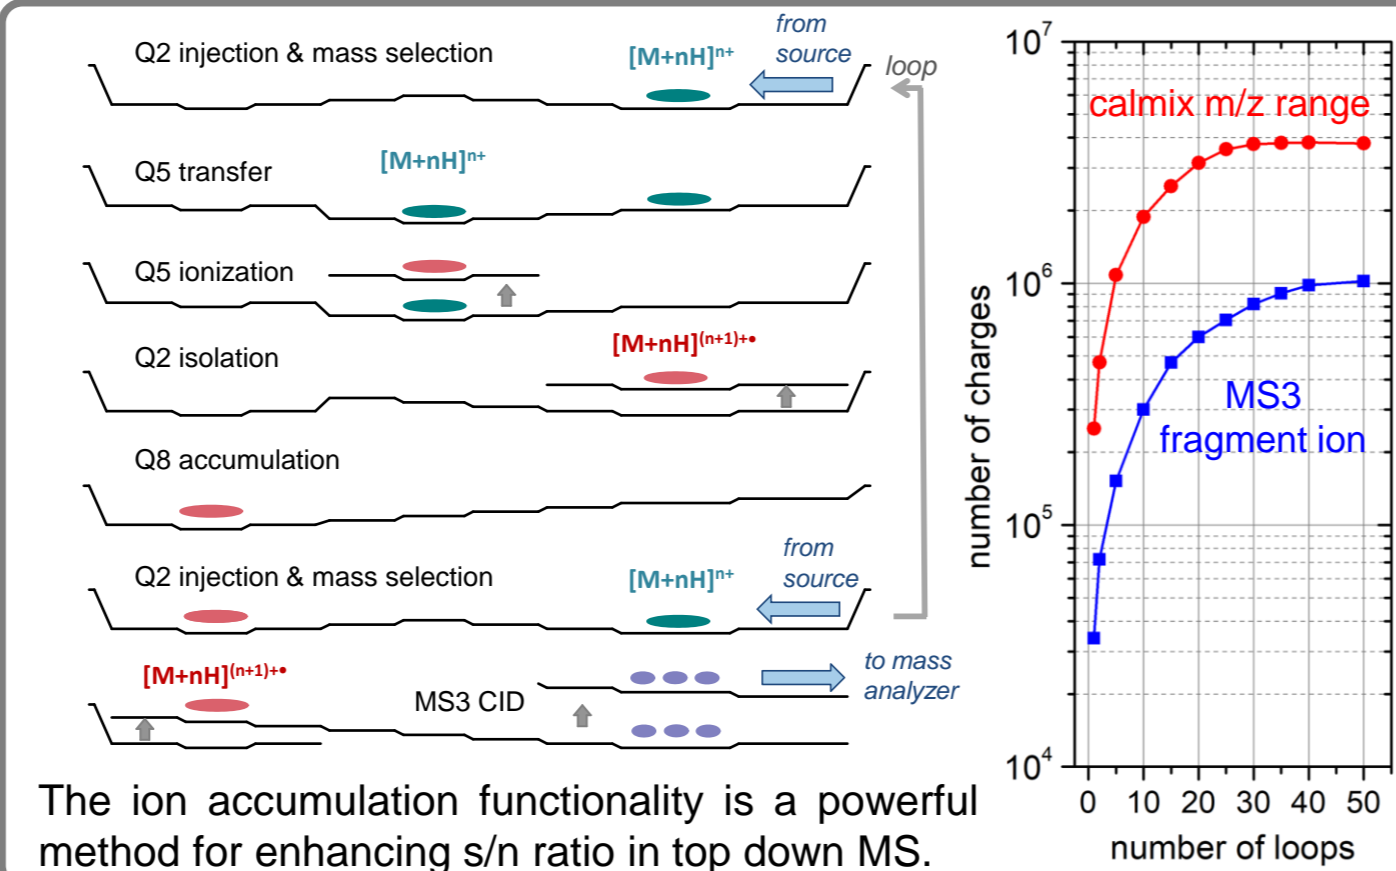 Q2 injection & mass selection
[M+nH]ⁿ⁺
from
source
loop
Q5 transfer
[M+nH]ⁿ⁺
Q5 ionization
Q2 isolation
[M+nH]⁽ⁿ⁺¹⁾⁺•
Q8 accumulation
Q2 injection & mass selection
[M+nH]ⁿ⁺
from
source
[M+nH]⁽ⁿ⁺¹⁾⁺•
MS3 CID
to mass
analyzer
The ion accumulation functionality is a powerful
method for enhancing s/n ratio in top down MS.
number of charges
10⁷
10⁶
10⁵
10⁴
calmix m/z range
MS3
fragment ion
0 10 20 30 40 50
number of loops